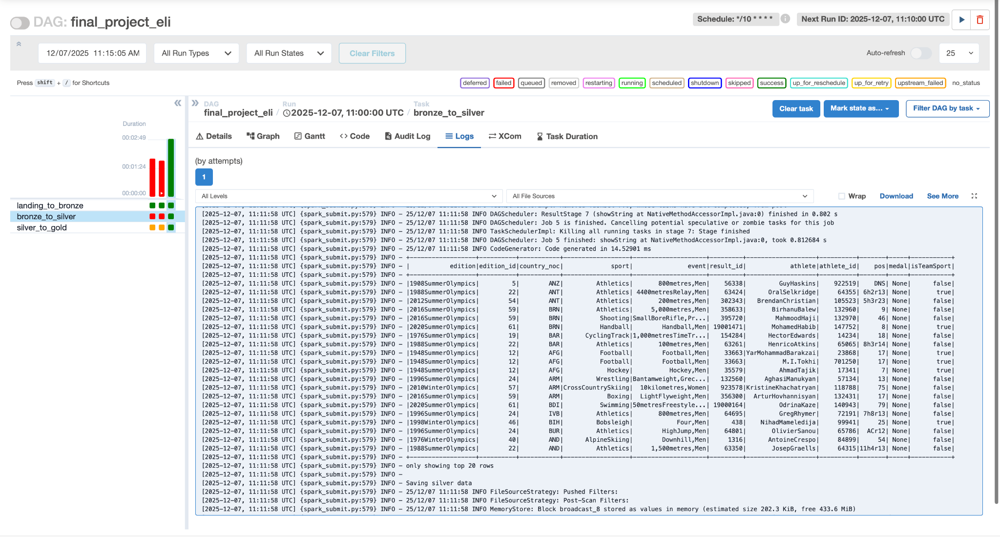 DAG: final_project_eli
Schedule: */10 * * * *
Next Run ID: 2025-12-07, 11:10:00 UTC
12/07/2025 11:15:05 AM
All Run Types
All Run States
Clear Filters
Auto-refresh
25
Press shift + / for Shortcuts
deferred failed queued removed restarting running scheduled shutdown skipped success up_for_reschedule up_for_retry upstream_failed no_status
DAG
final_project_eli
/
Run
2025-12-07, 11:00:00 UTC
/
Task
bronze_to_silver
Clear task
Mark state as...
Filter DAG by task
Duration
00:02:49
00:01:24
00:00:00
landing_to_bronze
bronze_to_silver
silver_to_gold
Details
Graph
Gantt
Code
Audit Log
Logs
XCom
Task Duration
(by attempts)
1
All Levels
All File Sources
Wrap
Download
See More
[2025-12-07, 11:11:58 UTC] {spark_submit.py:579} INFO - 25/12/07 11:11:58 INFO DAGScheduler: ResultStage 7 (showString at NativeMethodAccessorImpl.java:0) finished in 0.802 s
[2025-12-07, 11:11:58 UTC] {spark_submit.py:579} INFO - 25/12/07 11:11:58 INFO DAGScheduler: Job 5 is finished. Cancelling potential speculative or zombie tasks for this job
[2025-12-07, 11:11:58 UTC] {spark_submit.py:579} INFO - 25/12/07 11:11:58 INFO TaskSchedulerImpl: Killing all running tasks in stage 7: Stage finished
[2025-12-07, 11:11:58 UTC] {spark_submit.py:579} INFO - 25/12/07 11:11:58 INFO DAGScheduler: Job 5 finished: showString at NativeMethodAccessorImpl.java:0, took 0.812684 s
[2025-12-07, 11:11:58 UTC] {spark_submit.py:579} INFO - 25/12/07 11:11:58 INFO CodeGenerator: Code generated in 14.52901 ms
[2025-12-07, 11:11:58 UTC] {spark_submit.py:579} INFO - +------------------+----------+-----------+------------------+--------------------+---------+-------------------+----------+-------+-----+-----------+
[2025-12-07, 11:11:58 UTC] {spark_submit.py:579} INFO - |           edition|edition_id|country_noc|             sport|               event|result_id|            athlete|athlete_id|    pos|medal|isTeamSport|
[2025-12-07, 11:11:58 UTC] {spark_submit.py:579} INFO - +------------------+----------+-----------+------------------+--------------------+---------+-------------------+----------+-------+-----+-----------+
[2025-12-07, 11:11:58 UTC] {spark_submit.py:579} INFO - |1908SummerOlympics|         5|        ANZ|         Athletics|       800metres,Men|    56338|         GuyHaskins|    922519|    DNS| None|      false|
[2025-12-07, 11:11:58 UTC] {spark_submit.py:579} INFO - |1988SummerOlympics|        22|        ANT|         Athletics| 4400metresRelay,Men|    63424|      OralSelkridge|     64355| 6h2r13| None|       true|
[2025-12-07, 11:11:58 UTC] {spark_submit.py:579} INFO - |2012SummerOlympics|        54|        ANT|         Athletics|       200metres,Men|   302343|   BrendanChristian|    105523| 5h3r23| None|      false|
[2025-12-07, 11:11:58 UTC] {spark_submit.py:579} INFO - |2016SummerOlympics|        59|        BRN|         Athletics|     5,000metres,Men|   358633|       BirhanuBalew|    132960|      9| None|      false|
[2025-12-07, 11:11:58 UTC] {spark_submit.py:579} INFO - |2016SummerOlympics|        59|        BRN|          Shooting|SmallBoreRifle,Pr...|   395720|        MahmoodHaji|    132970|     46| None|      false|
[2025-12-07, 11:11:58 UTC] {spark_submit.py:579} INFO - |2020SummerOlympics|        61|        BRN|          Handball|        Handball,Men| 19001471|       MohamedHabib|    147752|      8| None|       true|
[2025-12-07, 11:11:58 UTC] {spark_submit.py:579} INFO - |1976SummerOlympics|        19|        BAR|      CyclingTrack|1,000metresTimeTr...|   154284|      HectorEdwards|     14234|     18| None|      false|
[2025-12-07, 11:11:58 UTC] {spark_submit.py:579} INFO - |1988SummerOlympics|        22|        BAR|         Athletics|       100metres,Men|    63261|      HenricoAtkins|     65065| 8h3r14| None|      false|
[2025-12-07, 11:11:58 UTC] {spark_submit.py:579} INFO - |1948SummerOlympics|        12|        AFG|          Football|        Football,Men|    33663|YarMohammadBarakzai|     23868|     17| None|       true|
[2025-12-07, 11:11:58 UTC] {spark_submit.py:579} INFO - |1948SummerOlympics|        12|        AFG|          Football|        Football,Men|    33663|          M.I.Tokhi|    701250|     17| None|       true|
[2025-12-07, 11:11:58 UTC] {spark_submit.py:579} INFO - |1948SummerOlympics|        12|        AFG|            Hockey|          Hockey,Men|    35579|         AhmadTajik|     17341|      7| None|       true|
[2025-12-07, 11:11:58 UTC] {spark_submit.py:579} INFO - |1996SummerOlympics|        24|        ARM|         Wrestling|Bantamweight,Grec...|   132560|     AghasiManukyan|     57134|     13| None|      false|
[2025-12-07, 11:11:58 UTC] {spark_submit.py:579} INFO - |2010WinterOlympics|        57|        ARM|CrossCountrySkiing|  10kilometres,Women|   923578|KristineKhachatryan|    118788|     75| None|      false|
[2025-12-07, 11:11:58 UTC] {spark_submit.py:579} INFO - |2016SummerOlympics|        59|        ARM|            Boxing|  LightFlyweight,Men|   356300|  ArturHovhannisyan|    132431|     17| None|      false|
[2025-12-07, 11:11:58 UTC] {spark_submit.py:579} INFO - |2020SummerOlympics|        61|        BDI|          Swimming|50metresFreestyle...| 19000164|         OdrinaKaze|    140943|     79| None|      false|
[2025-12-07, 11:11:58 UTC] {spark_submit.py:579} INFO - |1996SummerOlympics|        24|        IVB|         Athletics|       800metres,Men|    64695|          GregRhymer|     72191| 7h8r13| None|      false|
[2025-12-07, 11:11:58 UTC] {spark_submit.py:579} INFO - |1998WinterOlympics|        46|        BIH|         Bobsleigh|            Four,Men|      438|    NihadMameledija|     99941|     25| None|       true|
[2025-12-07, 11:11:58 UTC] {spark_submit.py:579} INFO - |1996SummerOlympics|        24|        BUR|         Athletics|        HighJump,Men|    64801|       OlivierSanou|     65786|  ACr12| None|      false|
[2025-12-07, 11:11:58 UTC] {spark_submit.py:579} INFO - |1976WinterOlympics|        40|        AND|      AlpineSkiing|        Downhill,Men|     1316|      AntoineCrespo|     84899|     54| None|      false|
[2025-12-07, 11:11:58 UTC] {spark_submit.py:579} INFO - |1988SummerOlympics|        22|        AND|         Athletics|     1,500metres,Men|    63350|       JosepGraells|     64315|11h4r13| None|      false|
[2025-12-07, 11:11:58 UTC] {spark_submit.py:579} INFO - +------------------+----------+-----------+------------------+--------------------+---------+-------------------+----------+-------+-----+-----------+
[2025-12-07, 11:11:58 UTC] {spark_submit.py:579} INFO - only showing top 20 rows
[2025-12-07, 11:11:58 UTC] {spark_submit.py:579} INFO -
[2025-12-07, 11:11:58 UTC] {spark_submit.py:579} INFO - Saving silver data
[2025-12-07, 11:11:58 UTC] {spark_submit.py:579} INFO - 25/12/07 11:11:58 INFO FileSourceStrategy: Pushed Filters:
[2025-12-07, 11:11:58 UTC] {spark_submit.py:579} INFO - 25/12/07 11:11:58 INFO FileSourceStrategy: Post-Scan Filters:
[2025-12-07, 11:11:58 UTC] {spark_submit.py:579} INFO - 25/12/07 11:11:58 INFO MemoryStore: Block broadcast_8 stored as values in memory (estimated size 202.3 KiB, free 433.6 MiB)